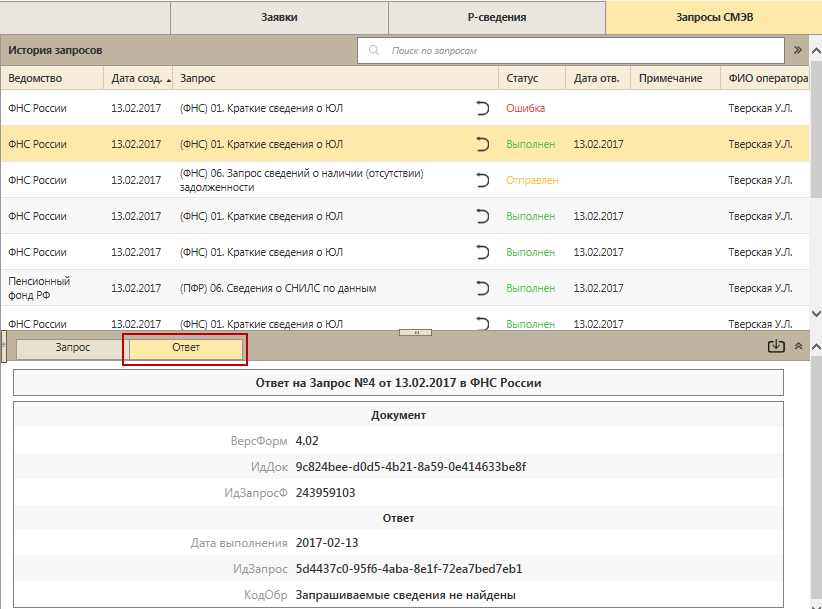 Заявки Р-сведения Запросы СМЭВ
История запросов Поиск по запросам
Ведомство Дата созд. Запрос Статус Дата отв. Примечание ФИО оператора
ФНС России 13.02.2017 (ФНС) 01. Краткие сведения о ЮЛ Ошибка Тверская У.Л.
ФНС России 13.02.2017 (ФНС) 01. Краткие сведения о ЮЛ Выполнен 13.02.2017 Тверская У.Л.
ФНС России 13.02.2017 (ФНС) 06. Запрос сведений о наличии (отсутствии) Отправлен Тверская У.Л.
задолженности
ФНС России 13.02.2017 (ФНС) 01. Краткие сведения о ЮЛ Выполнен 13.02.2017 Тверская У.Л.
ФНС России 13.02.2017 (ФНС) 01. Краткие сведения о ЮЛ Выполнен 13.02.2017 Тверская У.Л.
Пенсионный
фонд РФ 13.02.2017 (ПФР) 06. Сведения о СНИЛС по данным Выполнен 13.02.2017 Тверская У.Л.
ФНС России 13.02.2017 (ФНС) 01. Краткие сведения о ЮЛ Выполнен 13.02.2017 Тверская У.Л.
Запрос Ответ
Ответ на Запрос №4 от 13.02.2017 в ФНС России
Документ
ВерсФорм 4.02
ИдДок 9c824bee-d0d5-4b21-8a59-0e414633be8f
ИдЗапросФ 243959103
Ответ
Дата выполнения 2017-02-13
ИдЗапрос 5d4437c0-95f6-4aba-8e1f-72ea7bed7eb1
КодОбр Запрашиваемые сведения не найдены